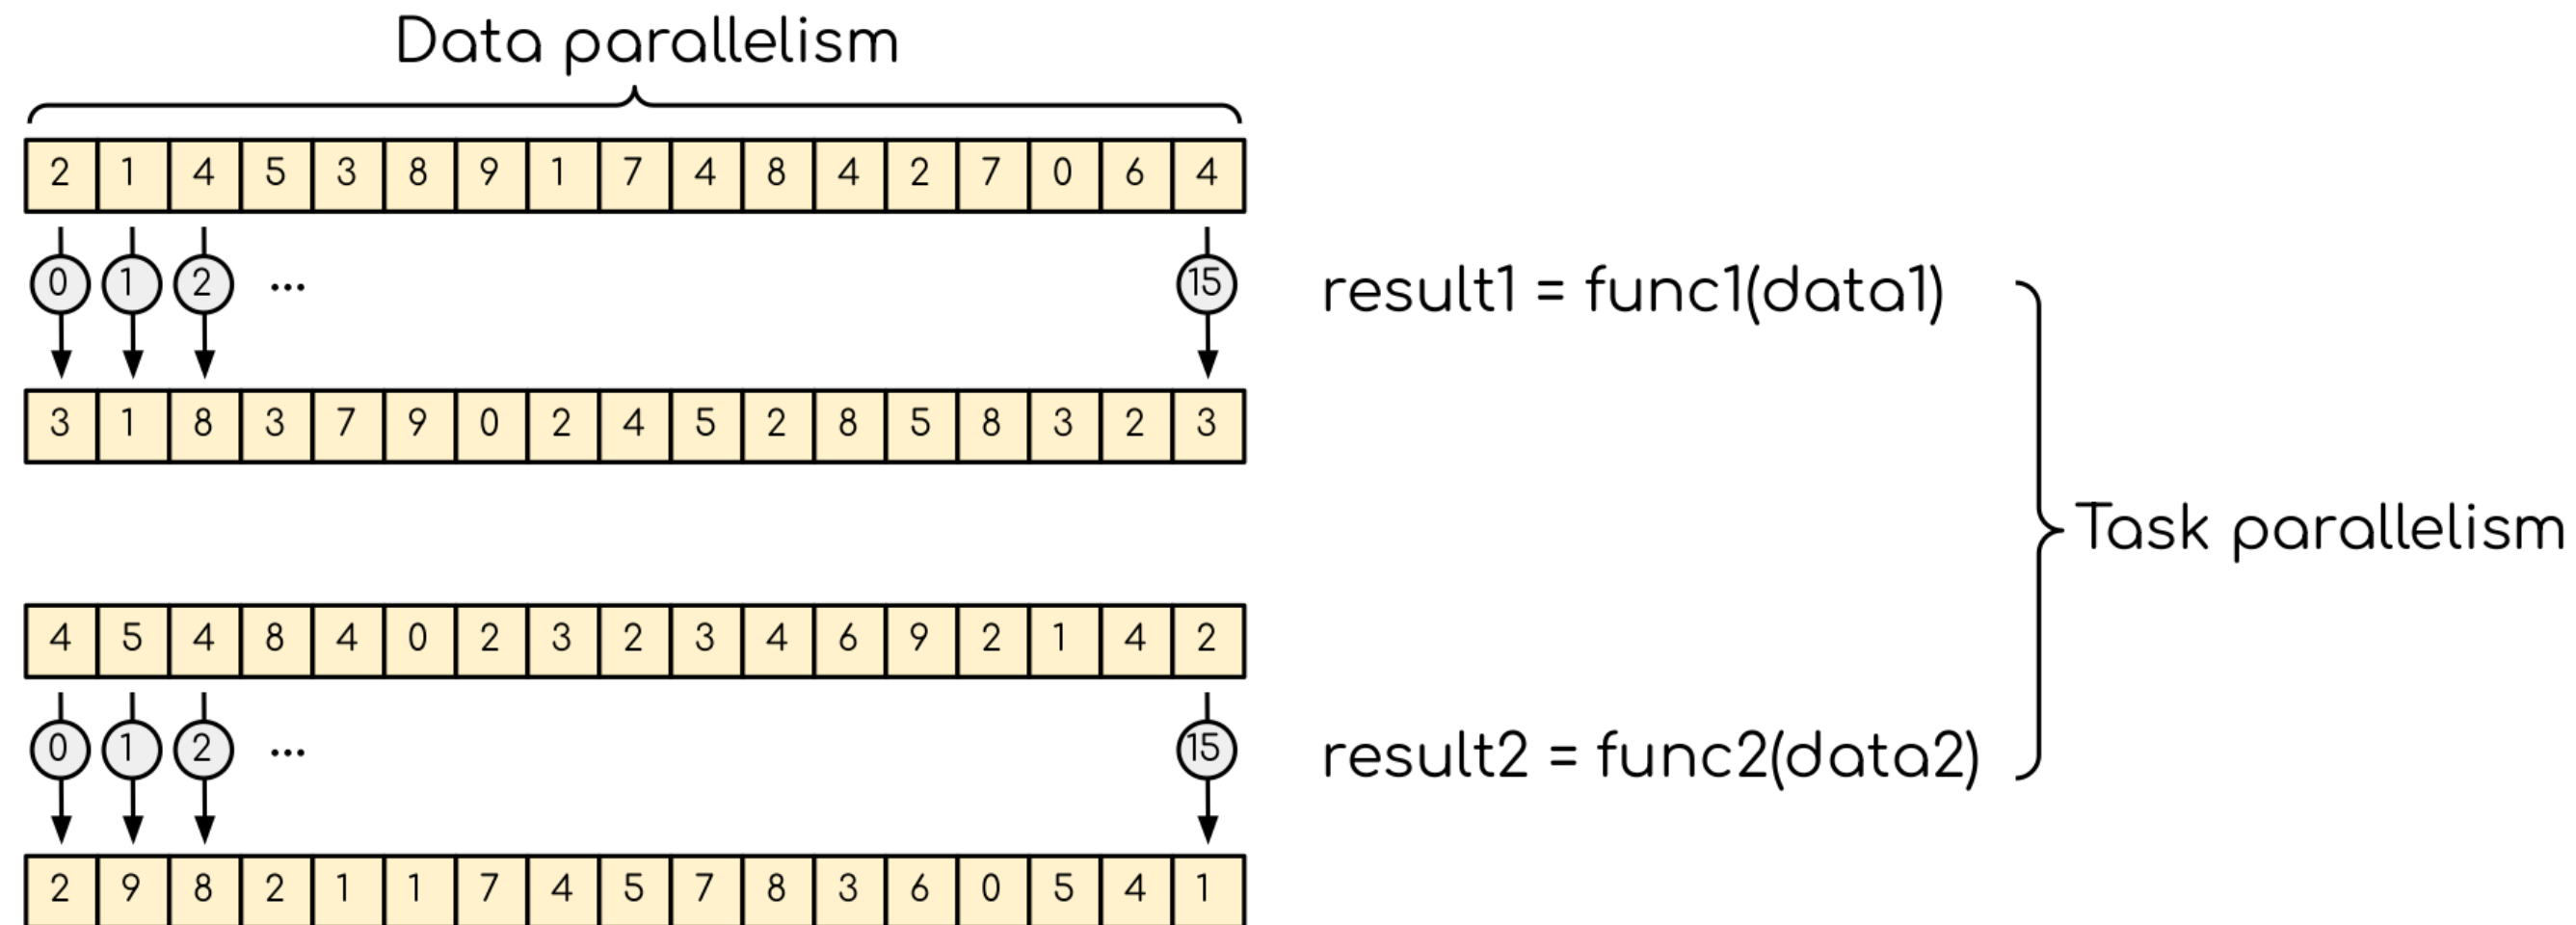 Data parallelism
2 1 4 5 3 8 9 1 7 4 8 4 2 7 0 6 4
0 1 2 ... 15
result1 = func1(data1)
3 1 8 3 7 9 0 2 4 5 2 8 5 8 3 2 3
Task parallelism
4 5 4 8 4 0 2 3 2 3 4 6 9 2 1 4 2
0 1 2 ... 15
result2 = func2(data2)
2 9 8 2 1 1 7 4 5 7 8 3 6 0 5 4 1